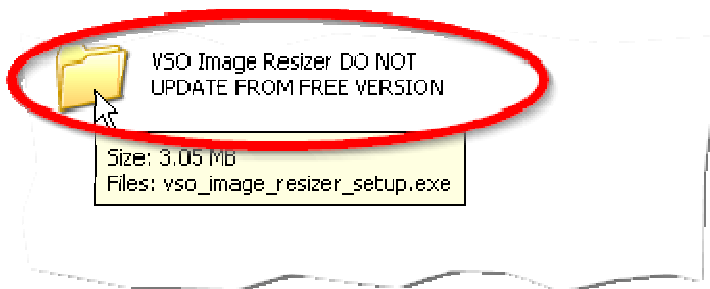 VSO Image Resizer DO NOT
UPDATE FROM FREE VERSION
Size: 3.05 MB
Files: vso_image_resizer_setup.exe